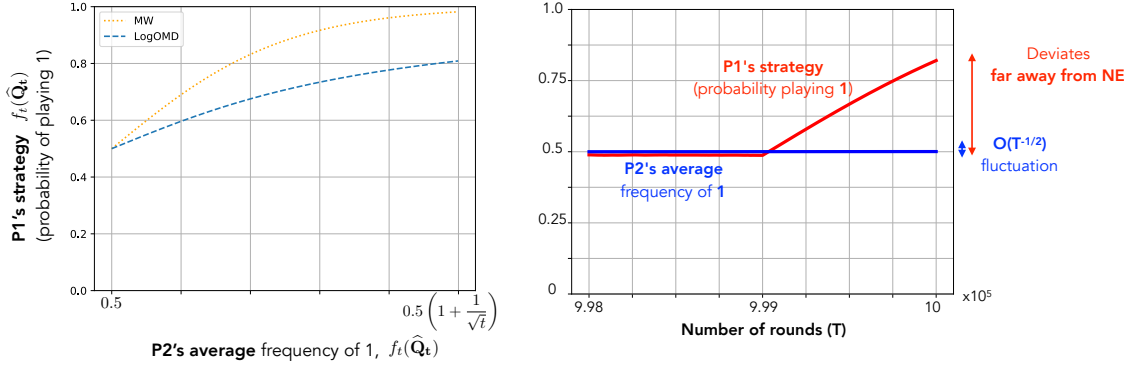 MW
LogOMD
1.0
0.8
0.6
0.4
0.2
0.0
P1's strategy f_t(Q̂_t)
(probability of playing 1)
0.5
0.5 (1 + 1/√t)
P2's average frequency of 1, f_t(Q̂_t)
1.0
0.75
0.5
0.25
0
P1's strategy
(probability playing 1)
P2's average
frequency of 1
Deviates
far away from NE
O(T^-1/2)
fluctuation
9.98
9.99
10
x10⁵
Number of rounds (T)